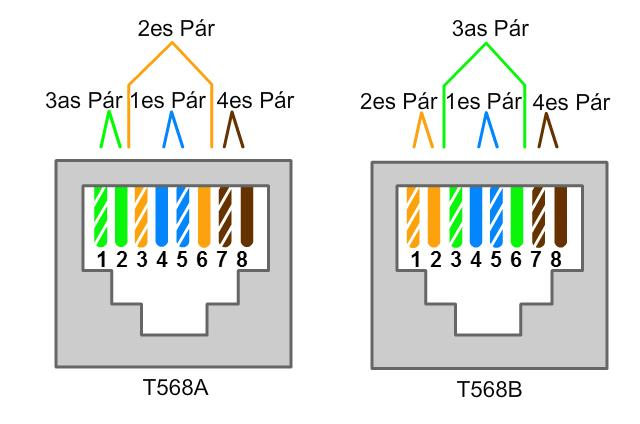 2es Pár
3as Pár 1es Pár 4es Pár
1 2 3 4 5 6 7 8
T568A
3as Pár
2es Pár 1es Pár 4es Pár
1 2 3 4 5 6 7 8
T568B